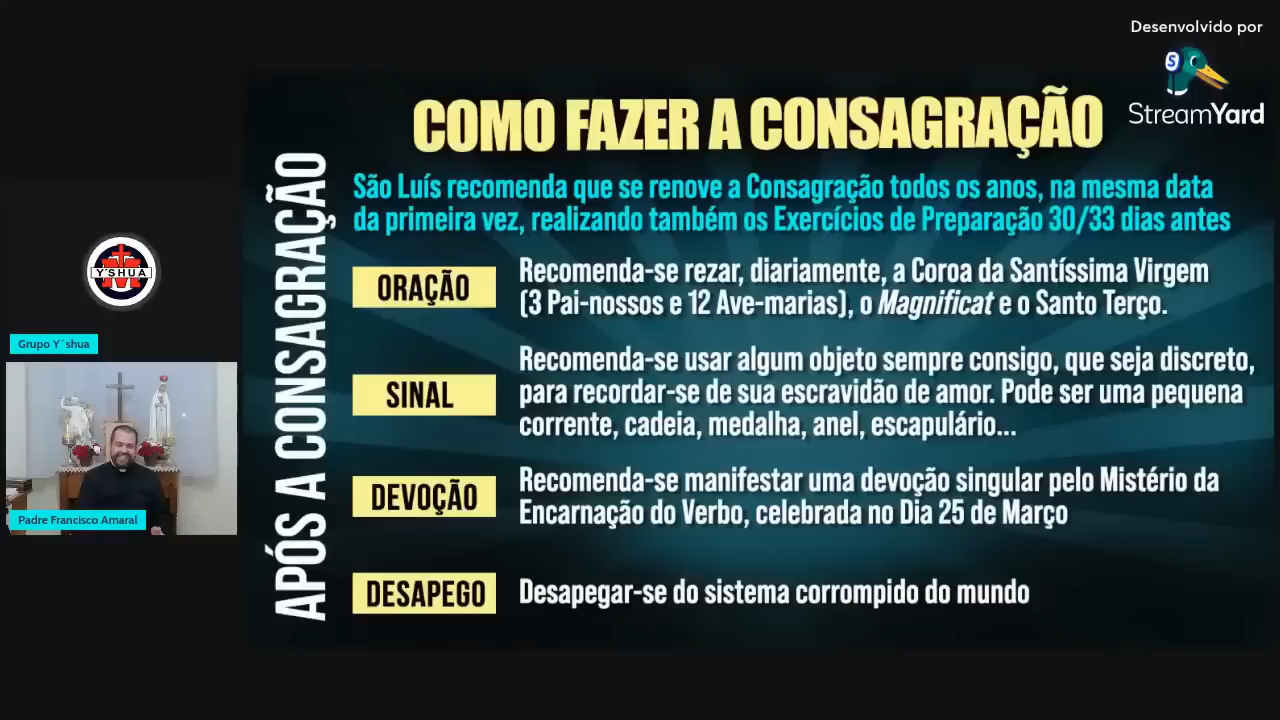 Desenvolvido por
StreamYard
COMO FAZER A CONSAGRAÇÃO
APÓS A CONSAGRAÇÃO
São Luís recomenda que se renove a Consagração todos os anos, na mesma data
da primeira vez, realizando também os Exercícios de Preparação 30/33 dias antes
ORAÇÃO
Recomenda-se rezar, diariamente, a Coroa da Santíssima Virgem
(3 Pai-nossos e 12 Ave-marias), o Magnificat e o Santo Terço.
SINAL
Recomenda-se usar algum objeto sempre consigo, que seja discreto,
para recordar-se de sua escravidão de amor. Pode ser uma pequena
corrente, cadeia, medalha, anel, escapulário...
DEVOÇÃO
Recomenda-se manifestar uma devoção singular pelo Mistério da
Encarnação do Verbo, celebrada no Dia 25 de Março
DESAPEGO
Desapegar-se do sistema corrompido do mundo
Y'SHUA
Grupo Y´shua
Padre Francisco Amaral